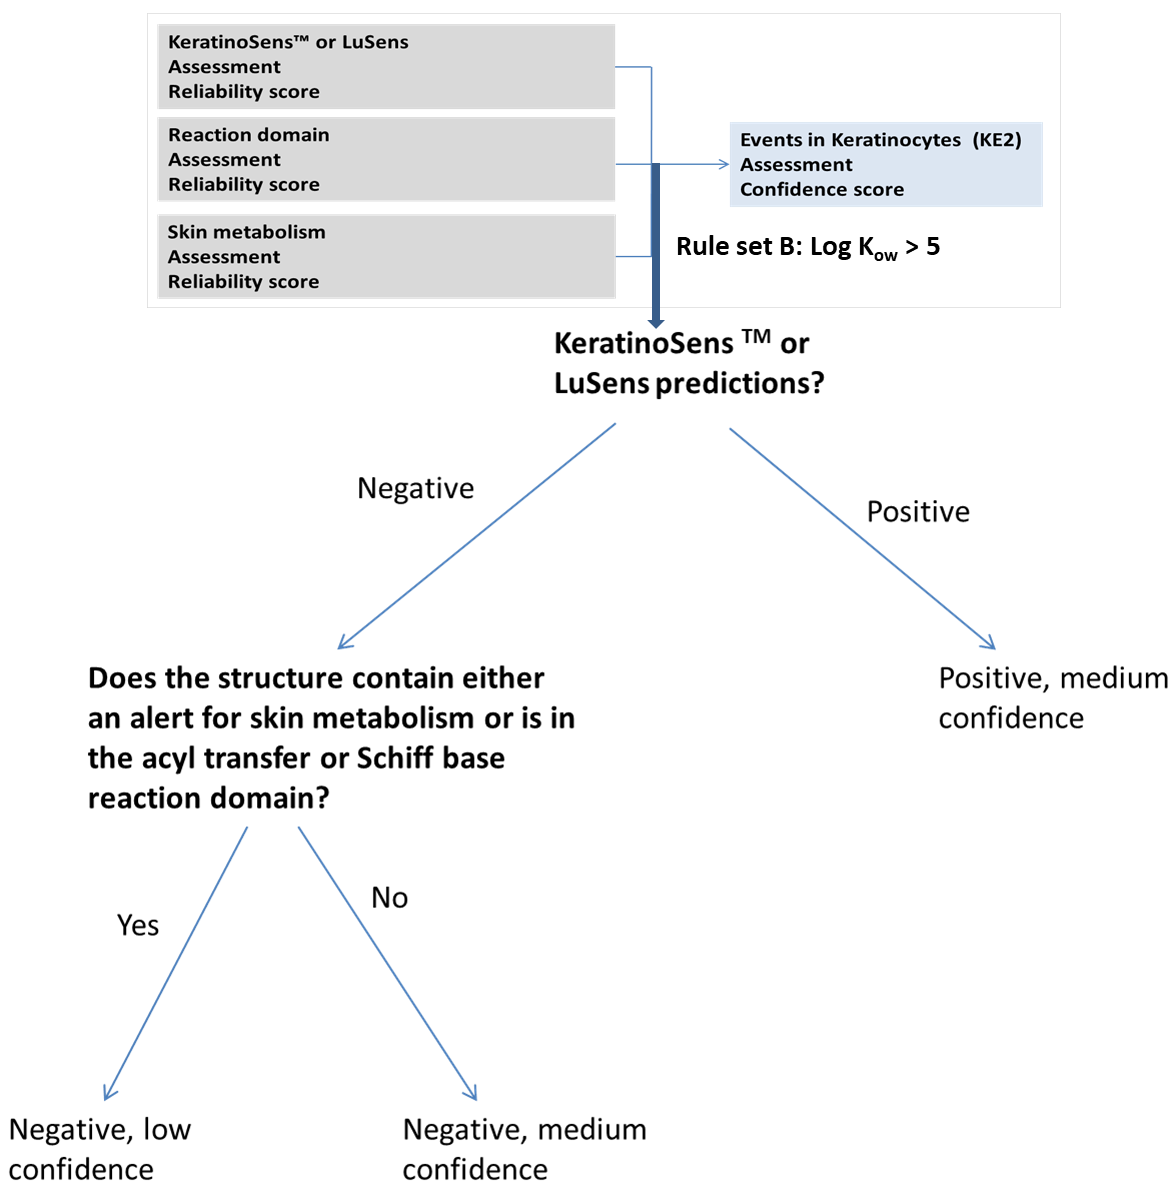 KeratinoSens™ or LuSens
Assessment
Reliability score
Reaction domain
Assessment
Reliability score
Skin metabolism
Assessment
Reliability score
Events in Keratinocytes (KE2)
Assessment
Confidence score
Rule set B: Log Kow > 5
KeratinoSens TM or
LuSens predictions?
Negative
Positive
Does the structure contain either
an alert for skin metabolism or is in
the acyl transfer or Schiff base
reaction domain?
Positive, medium
confidence
Yes
No
Negative, low
confidence
Negative, medium
confidence